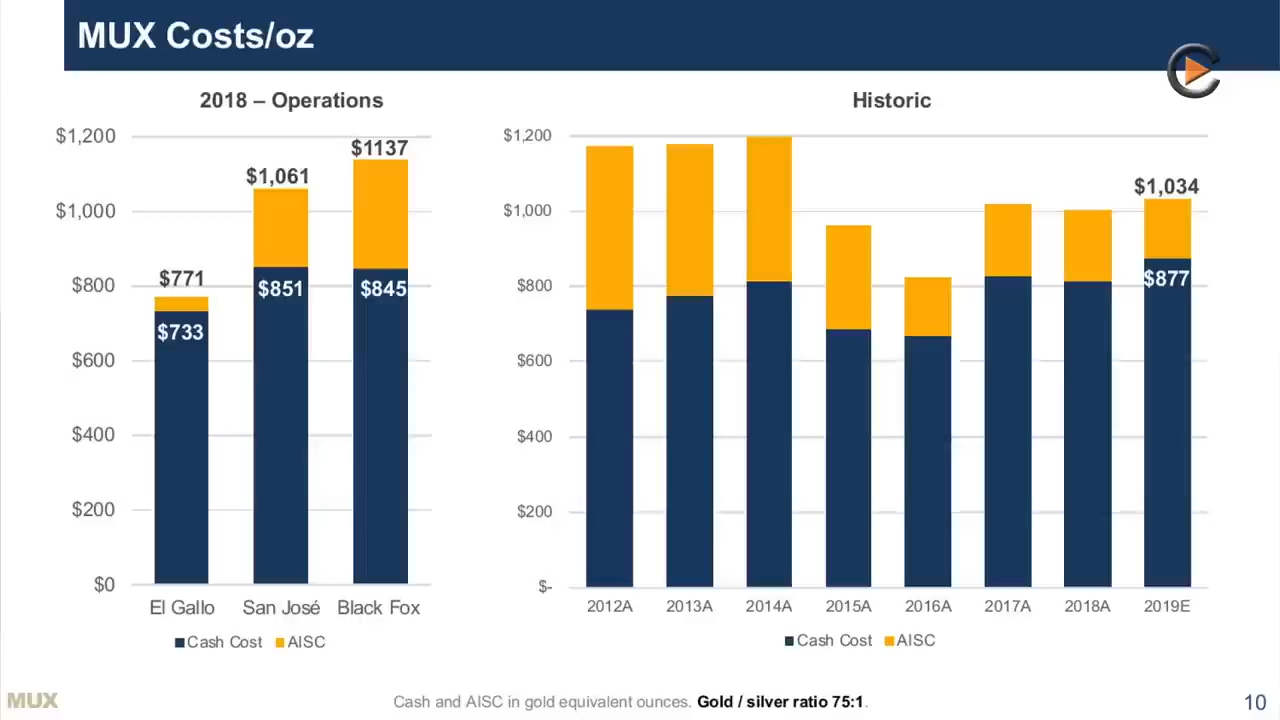 MUX Costs/oz
2018 – Operations
$1,200
$1,000
$800
$600
$400
$200
$0
$771
$733
$1,061
$851
$1137
$845
El Gallo San José Black Fox
Cash Cost AISC
Historic
$1,200
$1,000
$800
$600
$400
$200
$-
$1,034
$877
2012A 2013A 2014A 2015A 2016A 2017A 2018A 2019E
Cash Cost AISC
MUX
Cash and AISC in gold equivalent ounces. Gold / silver ratio 75:1.
10